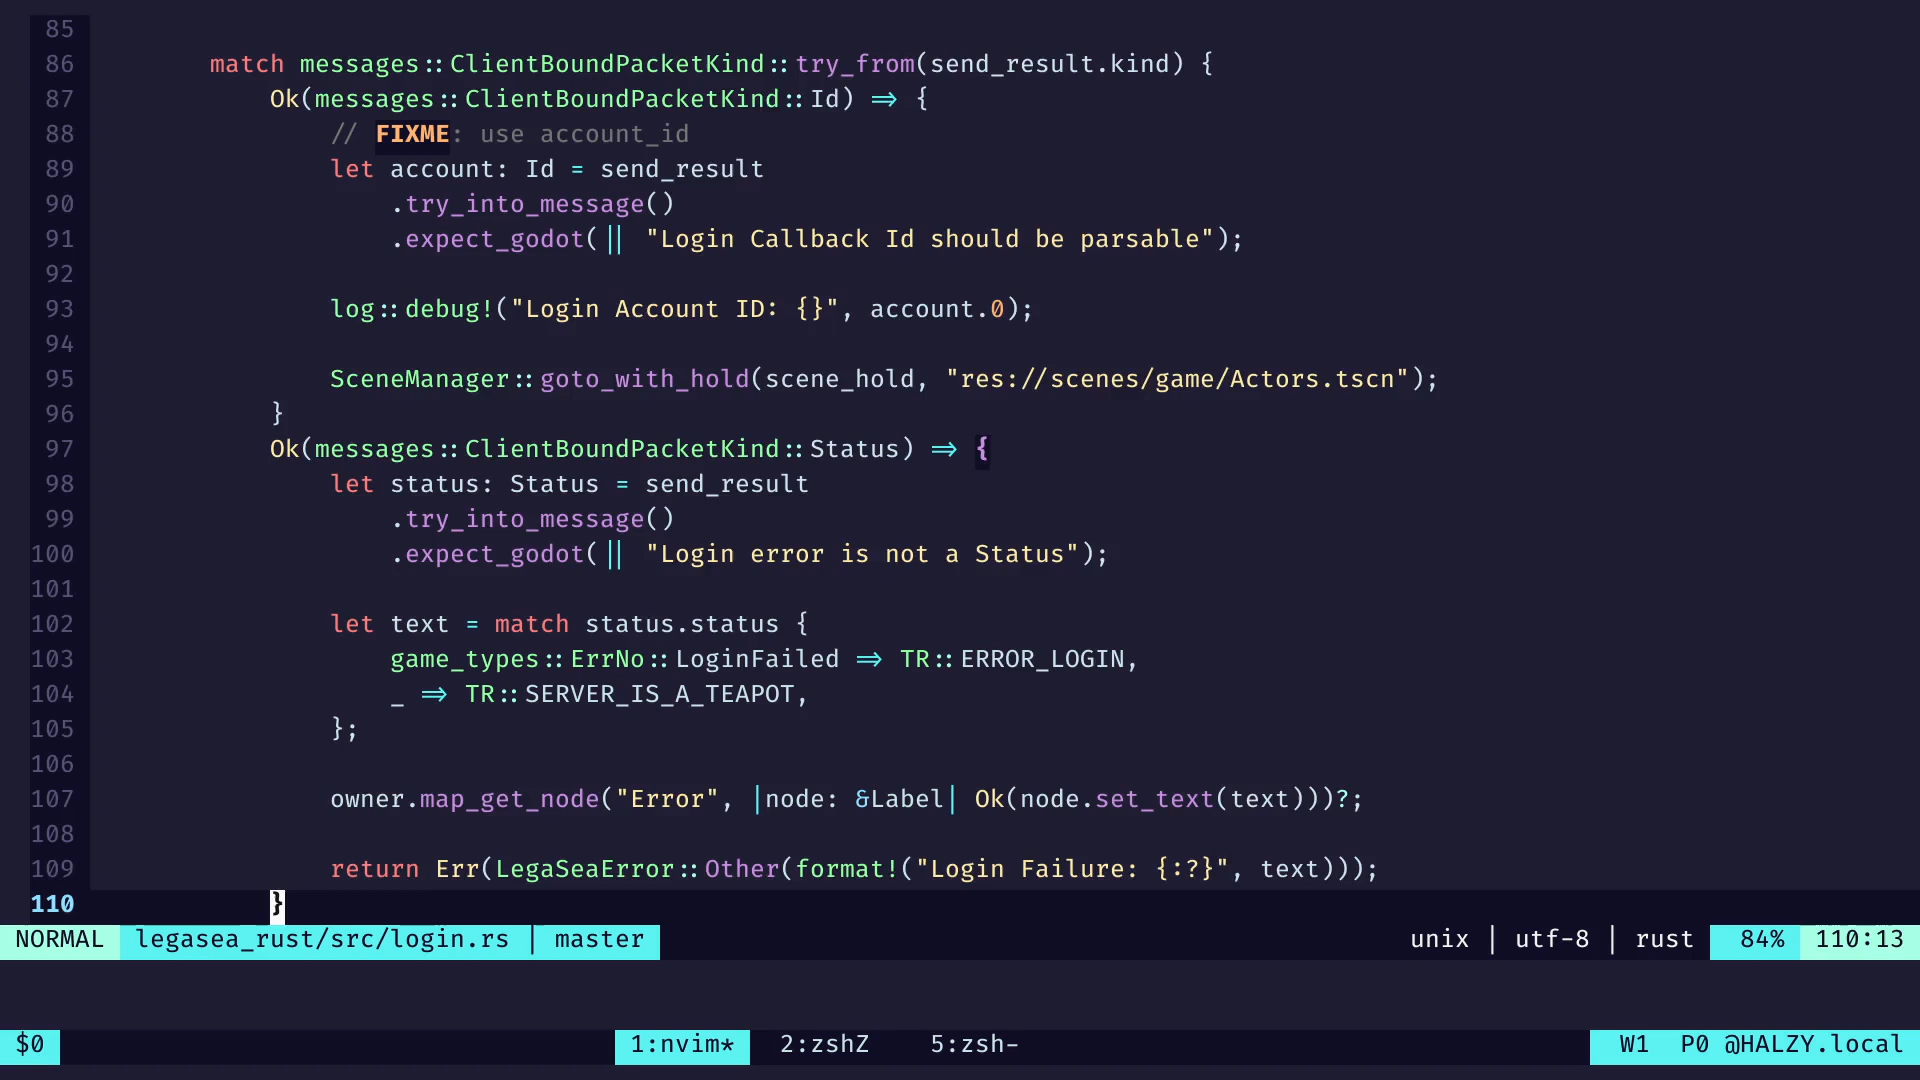 85
86         match messages::ClientBoundPacketKind::try_from(send_result.kind) {
87             Ok(messages::ClientBoundPacketKind::Id) => {
88                 // FIXME: use account_id
89                 let account: Id = send_result
90                     .try_into_message()
91                     .expect_godot(|| "Login Callback Id should be parsable");
92
93                 log::debug!("Login Account ID: {}", account.0);
94
95                 SceneManager::goto_with_hold(scene_hold, "res://scenes/game/Actors.tscn");
96             }
97             Ok(messages::ClientBoundPacketKind::Status) => {
98                 let status: Status = send_result
99                     .try_into_message()
100                     .expect_godot(|| "Login error is not a Status");
101
102                 let text = match status.status {
103                     game_types::ErrNo::LoginFailed => TR::ERROR_LOGIN,
104                     _ => TR::SERVER_IS_A_TEAPOT,
105                 };
106
107                 owner.map_get_node("Error", |node: &Label| Ok(node.set_text(text)))?;
108
109                 return Err(LegaSeaError::Other(format!("Login Failure: {:?}", text)));
110             }
NORMAL legasea_rust/src/login.rs | master unix | utf-8 | rust 84% 110:13
$0 1:nvim* 2:zshZ 5:zsh- W1 P0 @HALZY.local